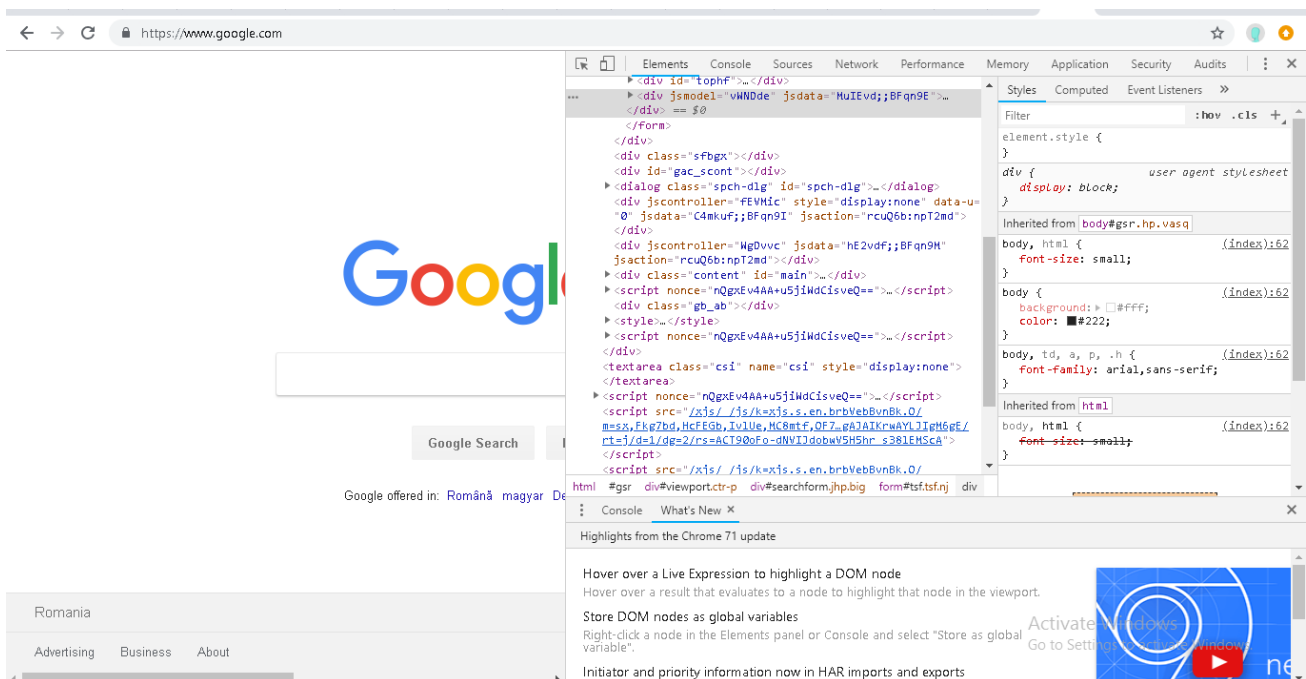 https://www.google.com
Google
Google Search
Google offered in: Română magyar De
Romania
Advertising Business About
Elements Console Sources Network Performance Memory Application Security Audits
<div id="tophf">…</div>
<div jsmodel="vWNDde" jsdata="MuIEvd;;BFqn9E">…
</div> == $0
</form>
</div>
<div class="sfbgx"></div>
<div id="gac_scont"></div>
<dialog class="spch-dlg" id="spch-dlg">…</dialog>
<div jscontroller="fEVMic" style="display:none" data-u=
"0" jsdata="C4mkuf;;BFqn9I" jsaction="rcuQ6b:npT2md">
</div>
<div jscontroller="WgDvvc" jsdata="hE2vdf;;BFqn9M"
jsaction="rcuQ6b:npT2md"></div>
<div class="content" id="main">…</div>
<script nonce="nQgxEv4AA+u5jiWdCisveQ==">…</script>
<div class="gb_ab"></div>
<style>…</style>
<script nonce="nQgxEv4AA+u5jiWdCisveQ==">…</script>
</div>
<textarea class="csi" name="csi" style="display:none">
</textarea>
<script nonce="nQgxEv4AA+u5jiWdCisveQ==">…</script>
<script src="/xjs/_/js/k=xjs.s.en.brbVebBvnBk.O/
m=sx,Fkg7bd,HcFEGb,IvlUe,MC8mtf,OF7…gAJAIKrwAYLJIgM6gE/
rt=j/d=1/dg=2/rs=ACT90oFo-dNVIJdobwV5H5hr_s38lEMScA">
</script>
<script src="/xjs/_/js/k=xjs.s.en.brbVebBvnBk.O/
html #gsr div#viewport.ctr-p div#searchform.jhp.big form#tsf.tsf.nj div
Styles Computed Event Listeners
Filter :hov .cls +
element.style {
}
div { user agent stylesheet
display: block;
}
Inherited from body#gsr.hp.vasq
body, html { (index):62
font-size: small;
}
body { (index):62
background: #fff;
color: #222;
}
body, td, a, p, .h { (index):62
font-family: arial,sans-serif;
}
Inherited from html
body, html { (index):62
font-size: small;
}
Console What's New
Highlights from the Chrome 71 update
Hover over a Live Expression to highlight a DOM node
Hover over a result that evaluates to a node to highlight that node in the viewport.
Store DOM nodes as global variables
Right-click a node in the Elements panel or Console and select "Store as global
variable".
Initiator and priority information now in HAR imports and exports
Activate Windows
Go to Settings to activate Windows.
ne